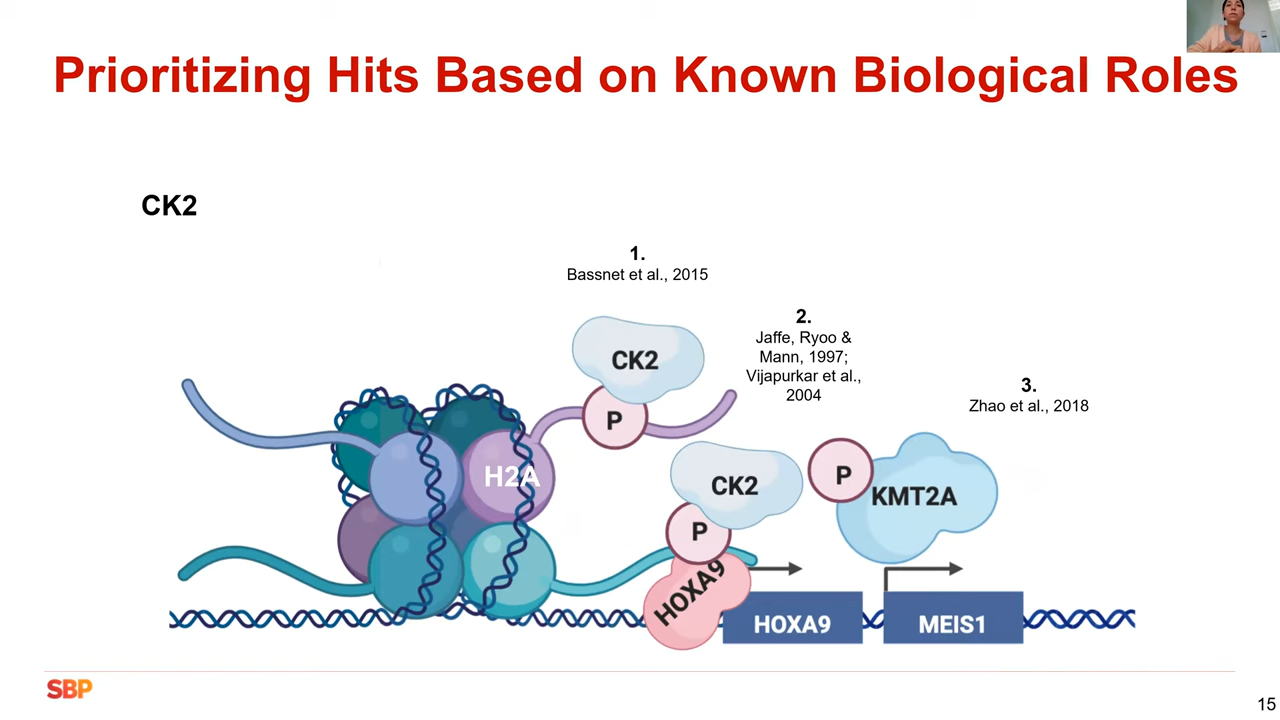 Prioritizing Hits Based on Known Biological Roles
CK2
1.
Bassnet et al., 2015
2.
Jaffe, Ryoo &
Mann, 1997;
Vijapurkar et al.,
2004
3.
Zhao et al., 2018
CK2
P
H2A
CK2
P
KMT2A
P
HOXA9
HOXA9
MEIS1
SBP
15